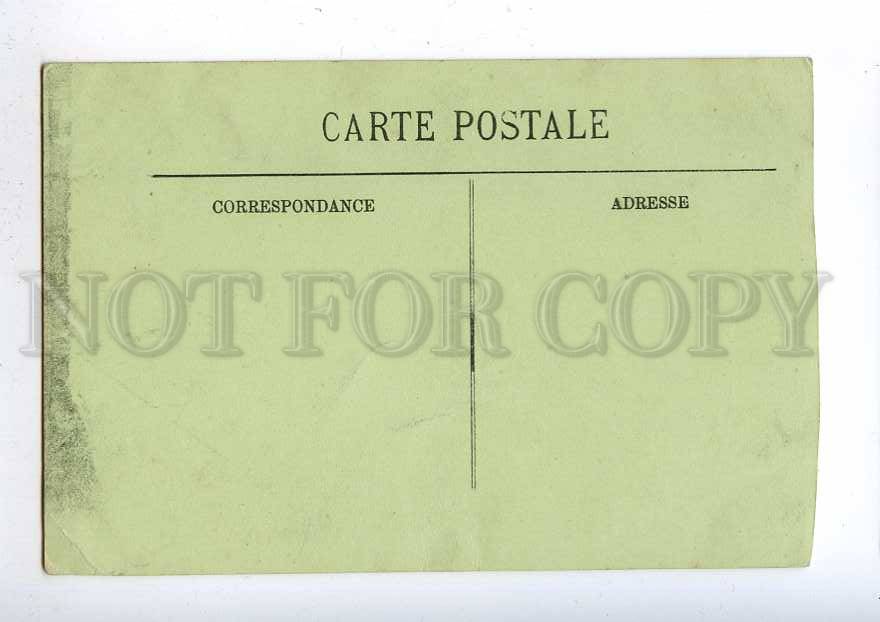 CARTE POSTALE
CORRESPONDANCE
ADRESSE
NOT FOR COPY